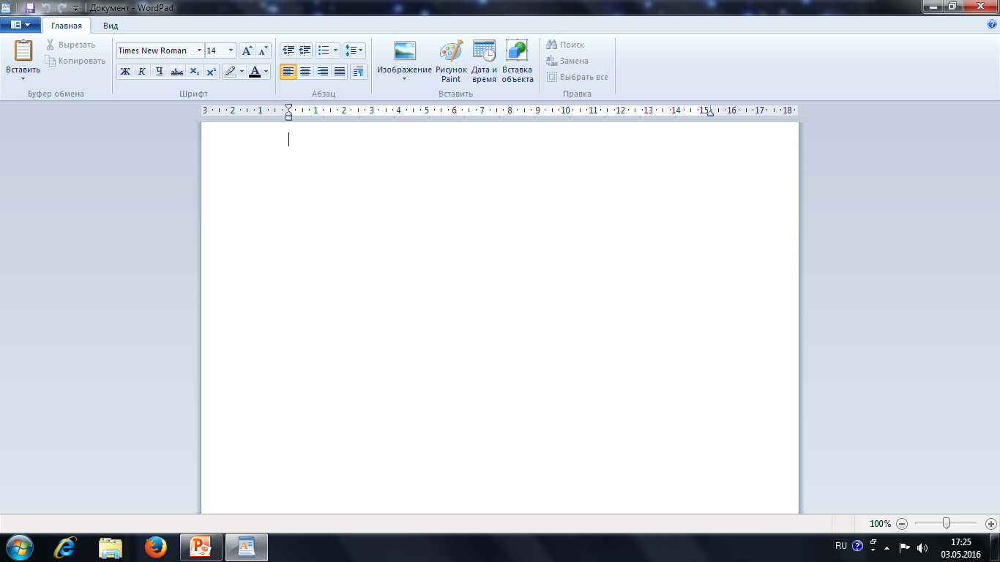 Документ - WordPad
Главная Вид
Вставить
Вырезать
Копировать
Буфер обмена
Times New Roman 14
Ж К Ч abc X₂ X²
А
Шрифт
Абзац
Изображение
Рисунок
Paint
Дата и
время
Вставка
объекта
Вставить
Поиск
Замена
Выбрать все
Правка
3 2 1 1 2 3 4 5 6 7 8 9 10 11 12 13 14 15 16 17 18
100%
RU
17:25
03.05.2016